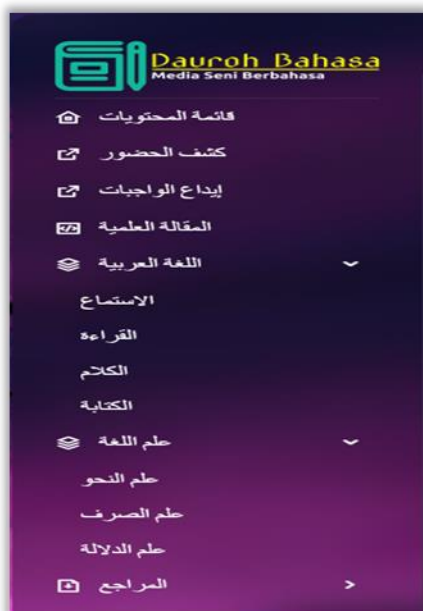 Dauroh Bahasa
Media Seni Berbahasa
قائمة المحتويات
كشف الحضور
إيداع الواجبات
المقالة العلمية
اللغة العربية
الاستماع
القراءة
الكلام
الكتابة
علم اللغة
علم النحو
علم الصرف
علم الدلالة
المراجع